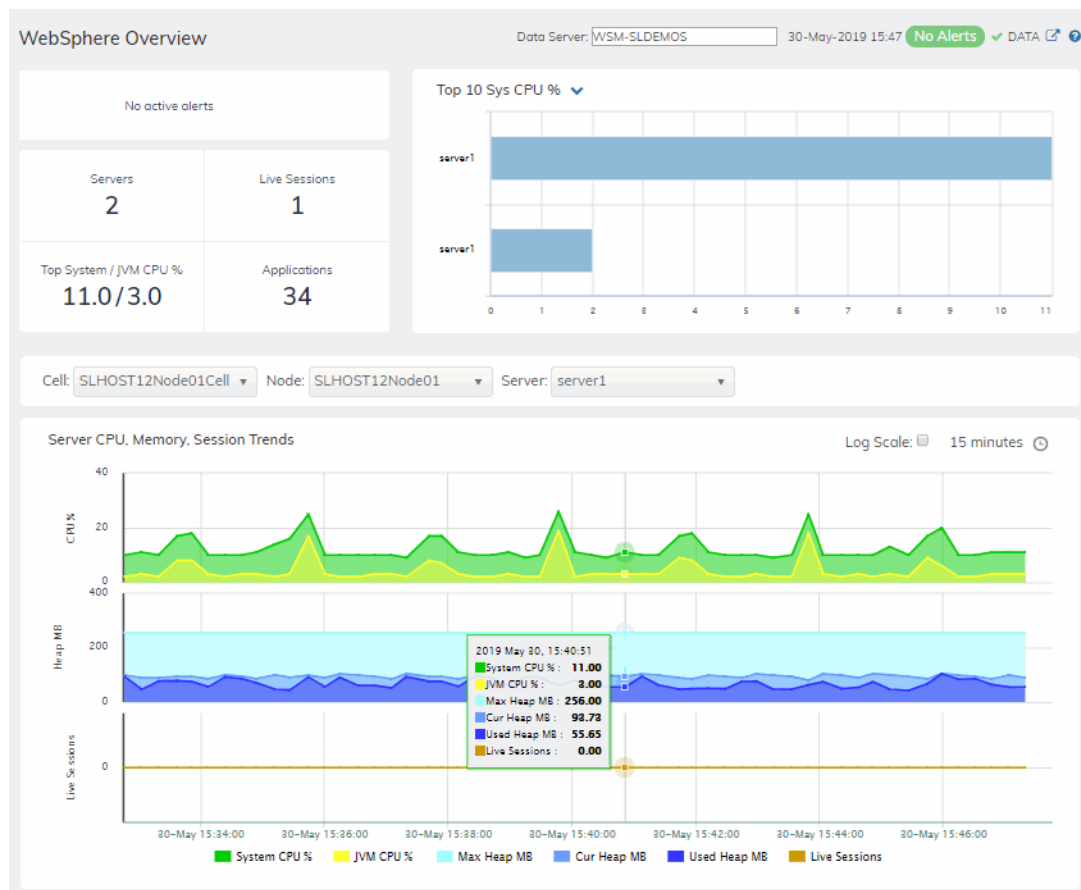 WebSphere Overview
Data Server: WSM-SLDEMOS 30-May-2019 15:47 No Alerts DATA
No active alerts
Servers
2
Live Sessions
1
Top System / JVM CPU %
11.0/3.0
Applications
34
Top 10 Sys CPU %
server1
server1
0 1 2 3 4 5 6 7 8 9 10 11
Cell: SLHOST12Node01Cell Node: SLHOST12Node01 Server: server1
Server CPU, Memory, Session Trends
Log Scale: 15 minutes
CPU %
40
20
0
Heap MB
400
200
0
Live Sessions
0
2019 May 30, 15:40:51
System CPU % : 11.00
JVM CPU % : 3.00
Max Heap MB : 256.00
Cur Heap MB : 93.73
Used Heap MB : 55.65
Live Sessions : 0.00
30-May 15:34:00 30-May 15:36:00 30-May 15:38:00 30-May 15:40:00 30-May 15:42:00 30-May 15:44:00 30-May 15:46:00
System CPU % JVM CPU % Max Heap MB Cur Heap MB Used Heap MB Live Sessions